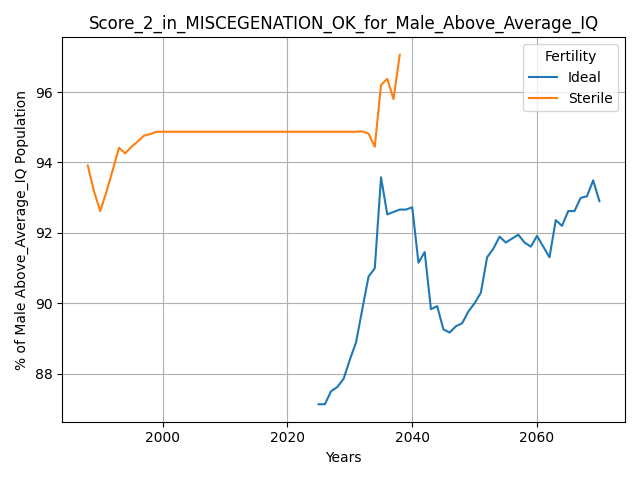 Score_2_in_MISCEGENATION_OK_for_Male_Above_Average_IQ
Fertility
Ideal
Sterile
% of Male Above_Average_IQ Population
96
94
92
90
88
2000
2020
2040
2060
Years